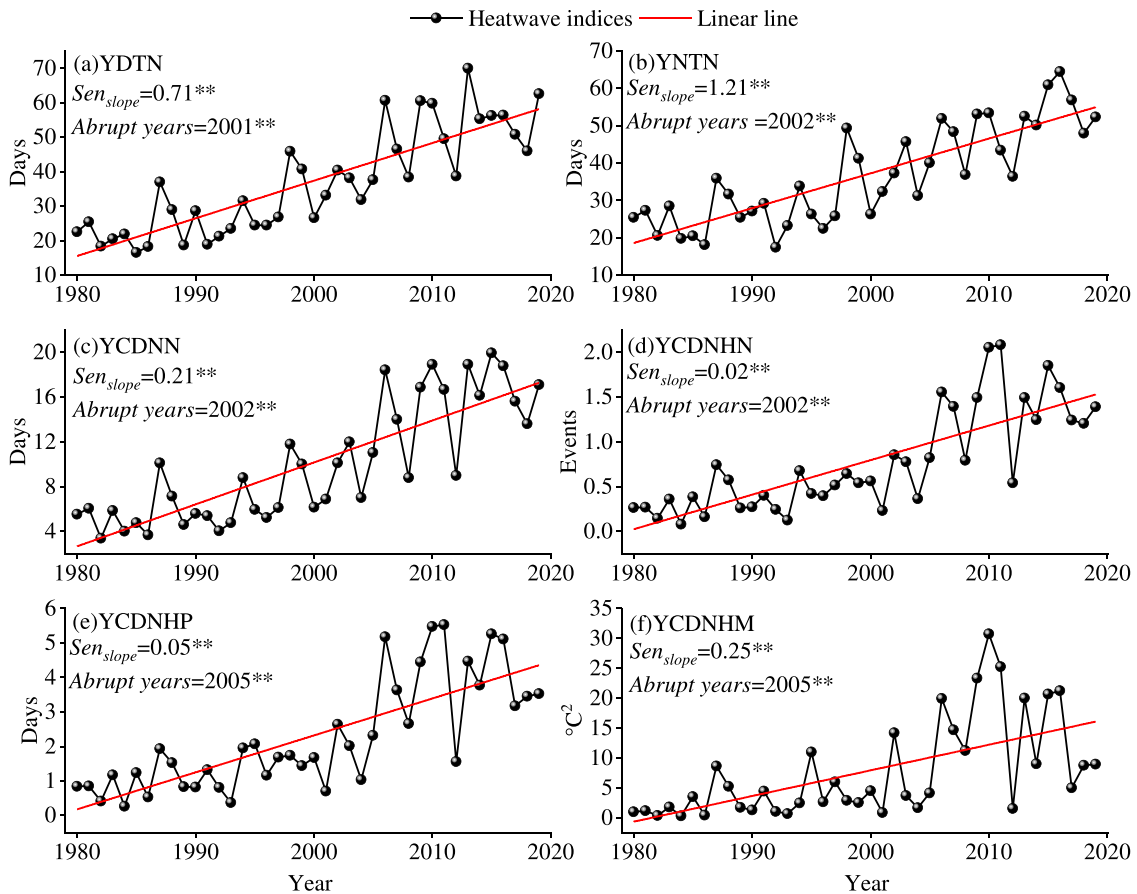 Heatwave indices Linear line
(a)YDTN
Sen_slope=0.71**
Abrupt years=2001**
Days
70
60
50
40
30
20
10
1980 1990 2000 2010 2020
(b)YNTN
Sen_slope=1.21**
Abrupt years =2002**
Days
70
60
50
40
30
20
10
1980 1990 2000 2010 2020
(c)YCDNN
Sen_slope=0.21**
Abrupt years=2002**
Days
20
16
12
8
4
1980 1990 2000 2010 2020
(d)YCDNHN
Sen_slope=0.02**
Abrupt years=2002**
Events
2.0
1.5
1.0
0.5
0.0
1980 1990 2000 2010 2020
(e)YCDNHP
Sen_slope=0.05**
Abrupt years=2005**
Days
6
5
4
3
2
1
0
1980 1990 2000 2010 2020
Year
(f)YCDNHM
Sen_slope=0.25**
Abrupt years=2005**
°C²
35
30
25
20
15
10
5
0
1980 1990 2000 2010 2020
Year